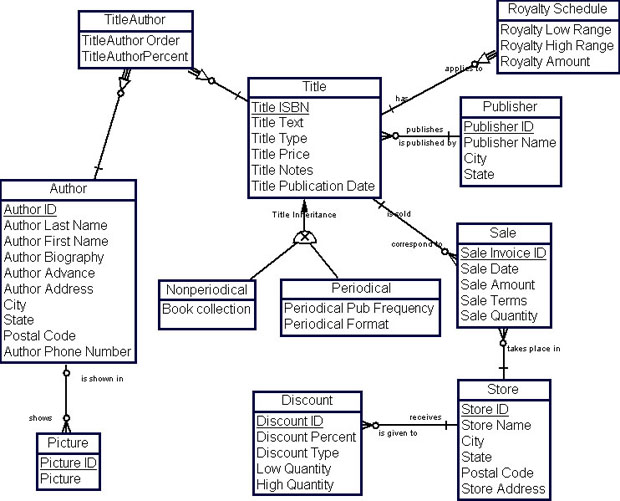 TitleAuthor
TitleAuthor Order
TitleAuthorPercent
Royalty Schedule
Royalty Low Range
Royalty High Range
Royalty Amount
applies to
has
Title
Title ISBN
Title Text
Title Type
Title Price
Title Notes
Title Publication Date
publishes
is published by
Publisher
Publisher ID
Publisher Name
City
State
Author
Author ID
Author Last Name
Author First Name
Author Biography
Author Advance
Author Address
City
State
Postal Code
Author Phone Number
Title Inheritance
is sold
correspond to
Sale
Sale Invoice ID
Sale Date
Sale Amount
Sale Terms
Sale Quantity
Nonperiodical
Book collection
Periodical
Periodical Pub Frequency
Periodical Format
takes place in
is shown in
shows
Picture
Picture ID
Picture
Discount
Discount ID
Discount Percent
Discount Type
Low Quantity
High Quantity
receives
is given to
Store
Store ID
Store Name
City
State
Postal Code
Store Address